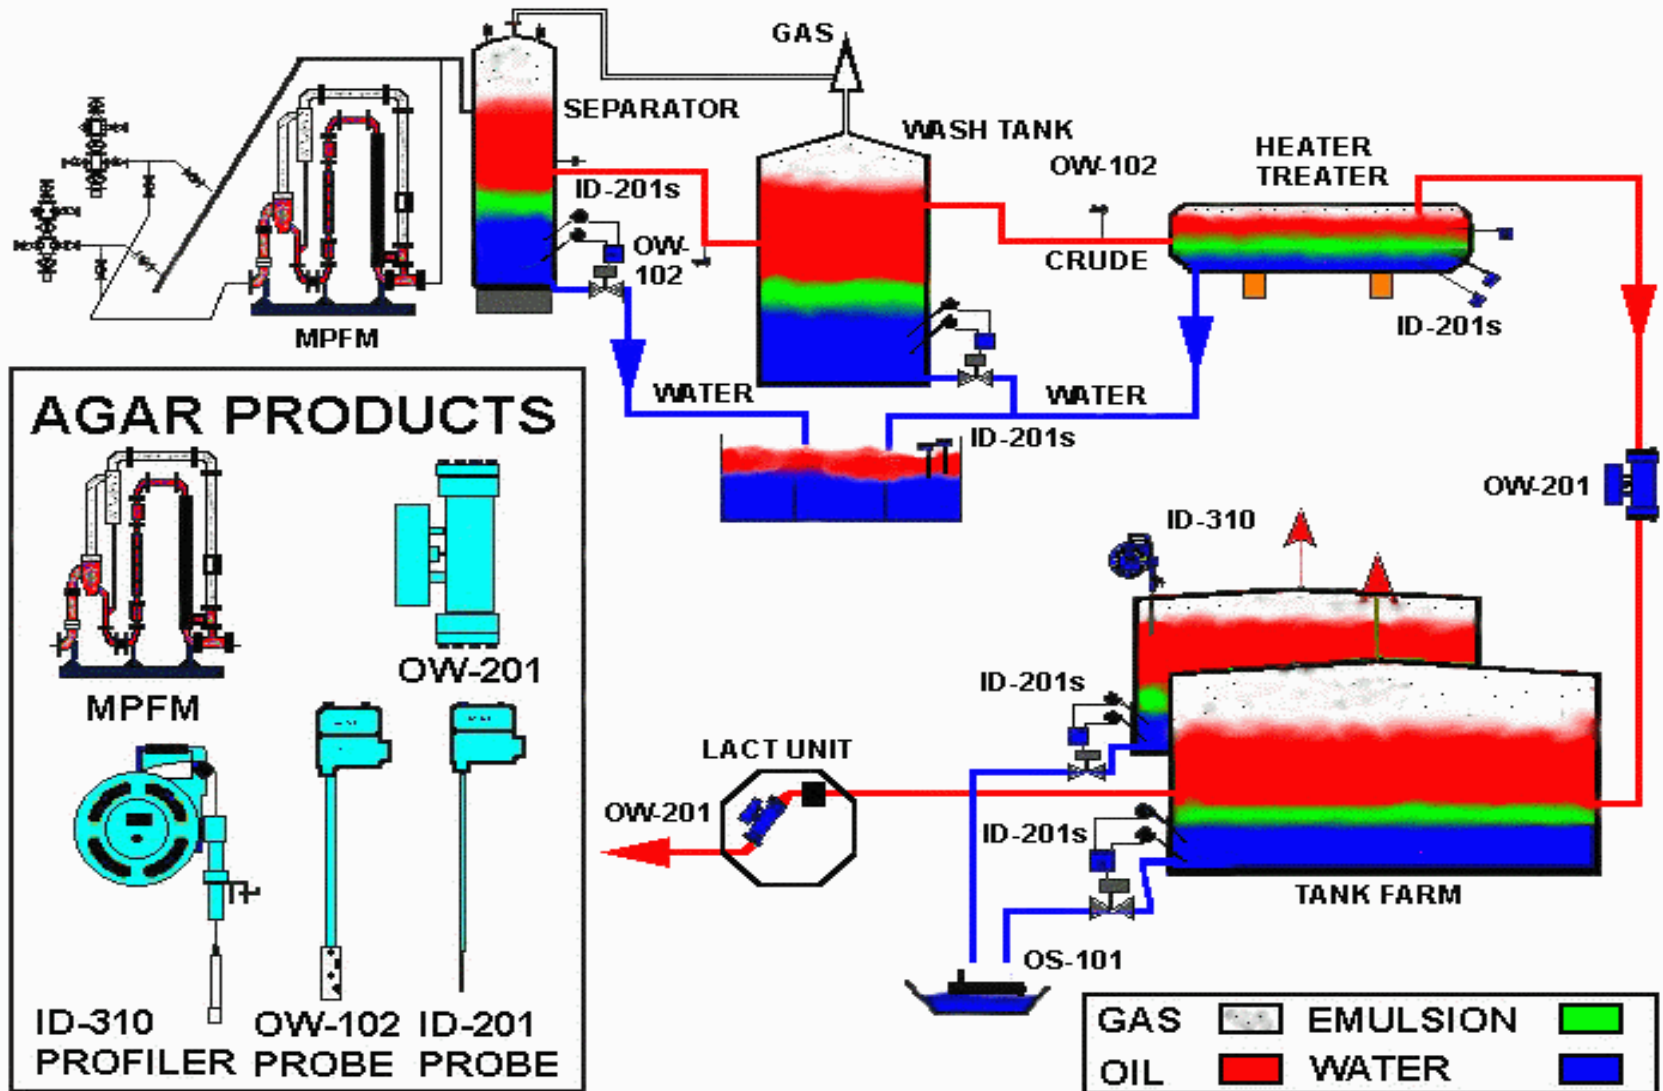 GAS
SEPARATOR
WASH TANK
HEATER
TREATER
OW-102
ID-201s
OW-
102
CRUDE
ID-201s
MPFM
WATER
WATER
ID-201s
OW-201
ID-310
ID-201s
LACT UNIT
OW-201
ID-201s
TANK FARM
OS-101
AGAR PRODUCTS
MPFM
OW-201
ID-310
PROFILER
OW-102
PROBE
ID-201
PROBE
GAS
EMULSION
OIL
WATER